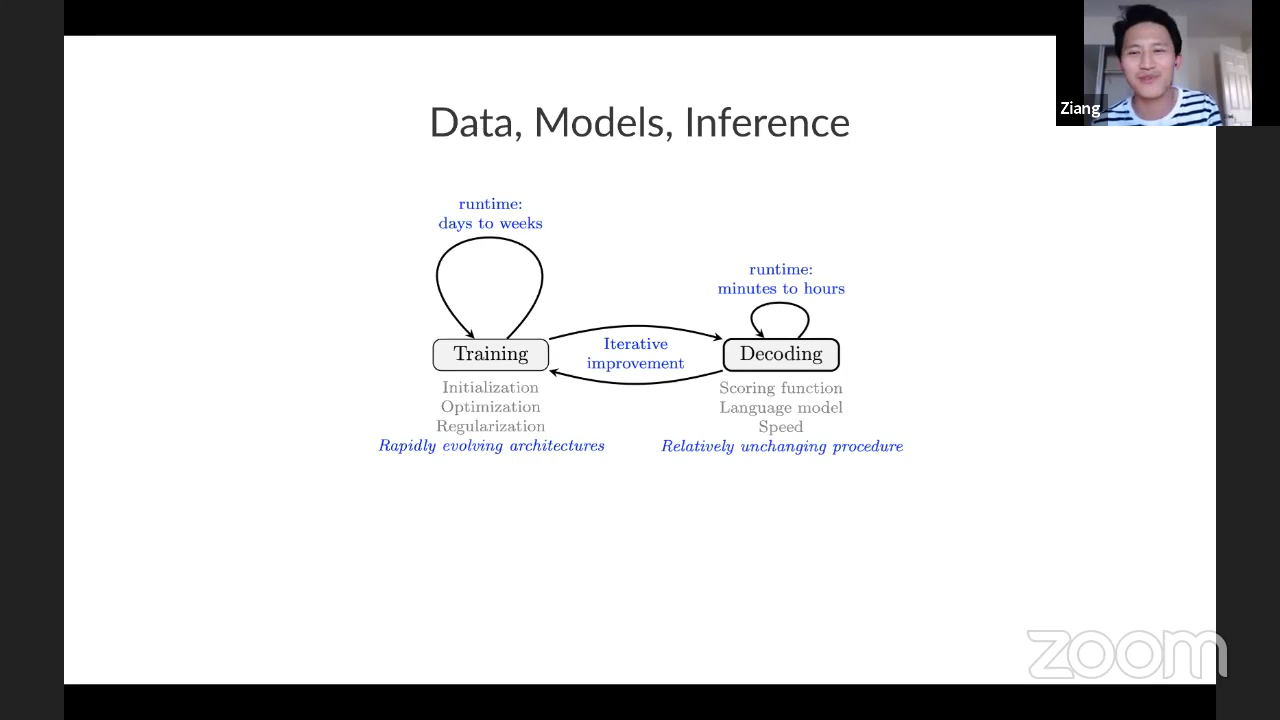 Data, Models, Inference
Ziang
runtime:
days to weeks
runtime:
minutes to hours
Training
Iterative
improvement
Decoding
Initialization
Optimization
Regularization
Rapidly evolving architectures
Scoring function
Language model
Speed
Relatively unchanging procedure
zoom